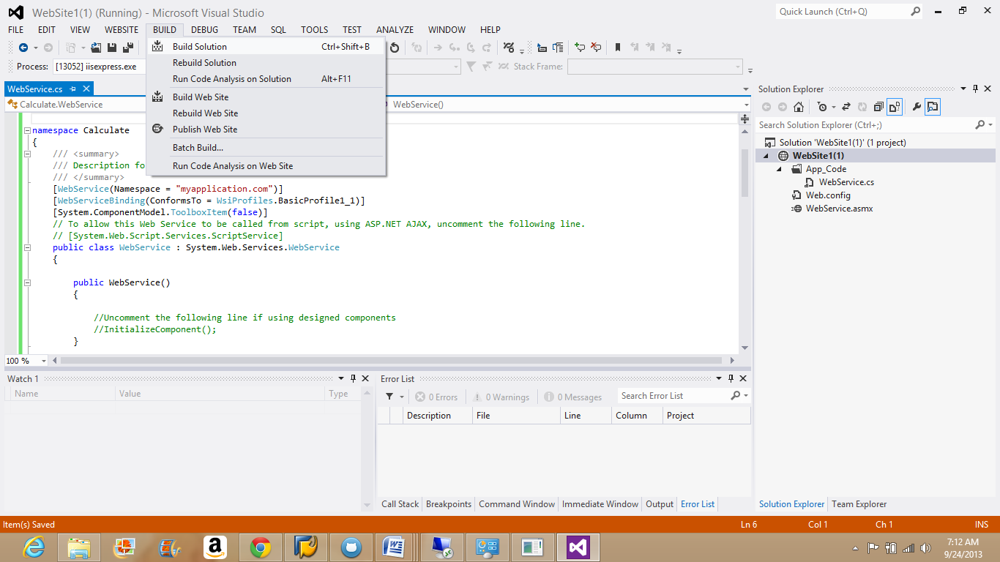 WebSite1(1) (Running) - Microsoft Visual Studio
Quick Launch (Ctrl+Q)
FILE EDIT VIEW WEBSITE BUILD DEBUG TEAM SQL TOOLS TEST ANALYZE WINDOW HELP
Build Solution Ctrl+Shift+B
Rebuild Solution
Run Code Analysis on Solution Alt+F11
Build Web Site
Rebuild Web Site
Publish Web Site
Batch Build...
Run Code Analysis on Web Site
Process: [13052] iisexpress.exe
Stack Frame:
WebService.cs
Calculate.WebService
WebService()
namespace Calculate
{
/// <summary>
/// Description fo
/// </summary>
[WebService(Namespace = "myapplication.com")]
[WebServiceBinding(ConformsTo = WsiProfiles.BasicProfile1_1)]
[System.ComponentModel.ToolboxItem(false)]
// To allow this Web Service to be called from script, using ASP.NET AJAX, uncomment the following line.
// [System.Web.Script.Services.ScriptService]
public class WebService : System.Web.Services.WebService
{
public WebService()
{
//Uncomment the following line if using designed components
//InitializeComponent();
}
100 %
Solution Explorer
Search Solution Explorer (Ctrl+;)
Solution 'WebSite1(1)' (1 project)
WebSite1(1)
App_Code
WebService.cs
Web.config
WebService.asmx
Watch 1
Name Value Type
Error List
0 Errors 0 Warnings 0 Messages Search Error List
Description File Line Column Project
Call Stack Breakpoints Command Window Immediate Window Output Error List
Solution Explorer Team Explorer
Item(s) Saved Ln 6 Col 1 Ch 1 INS
7:12 AM
9/24/2013